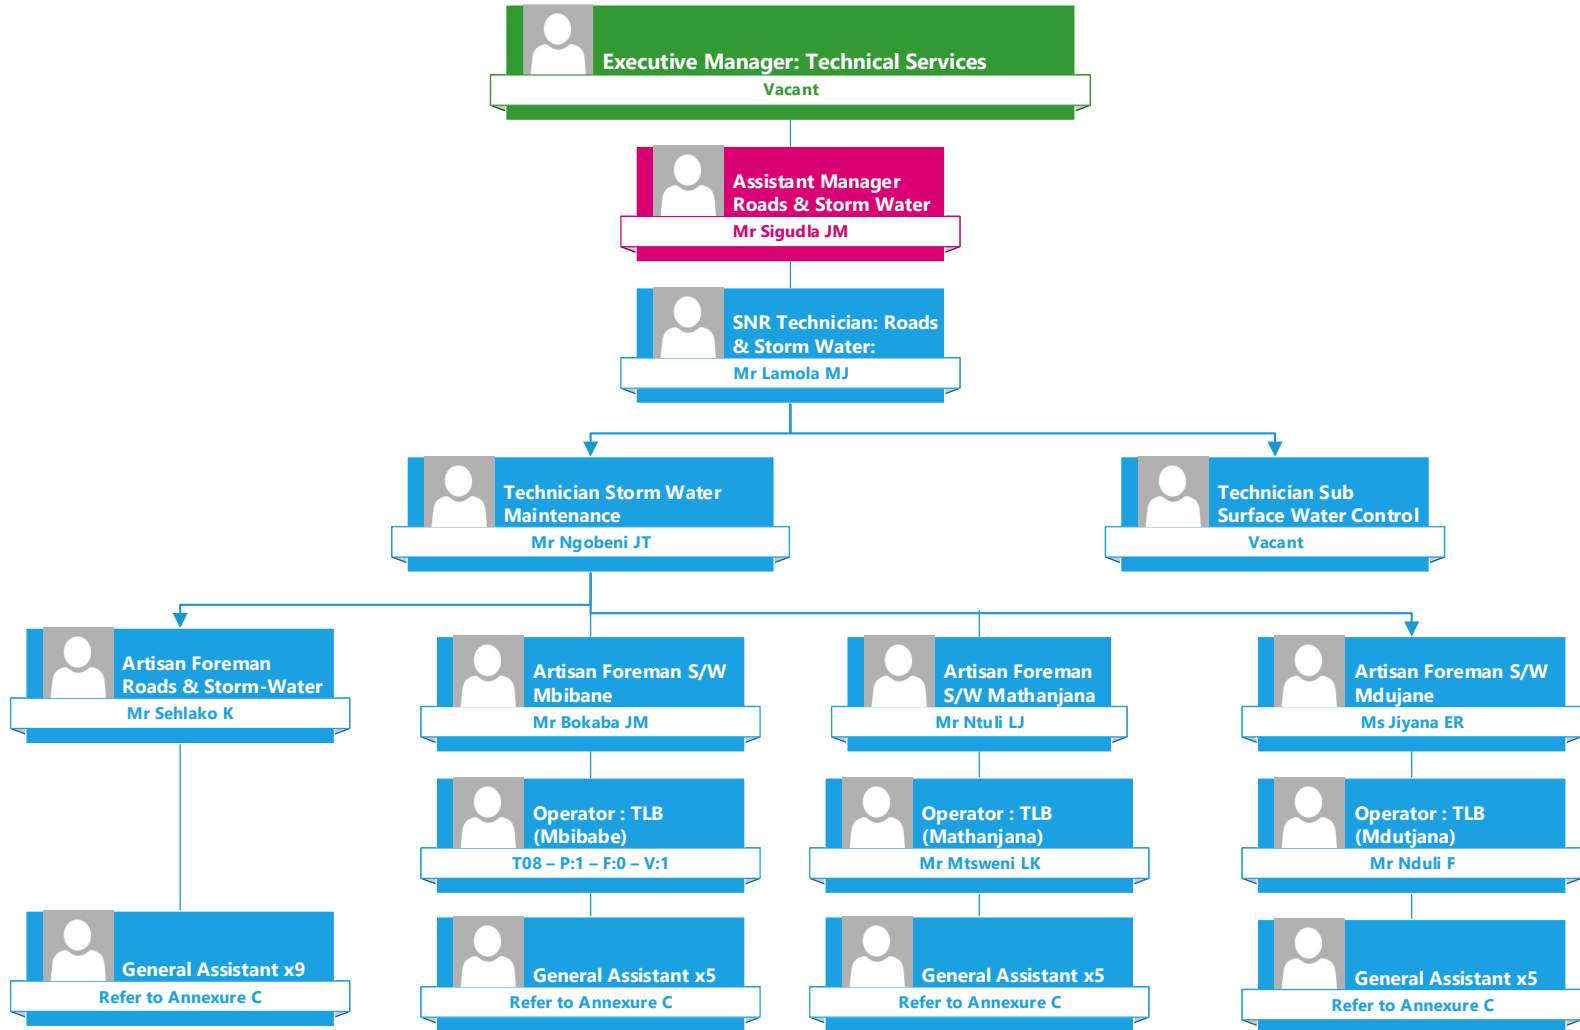 Executive Manager: Technical Services
Vacant
Assistant Manager
Roads & Storm Water
Mr Sigudla JM
SNR Technician: Roads
& Storm Water:
Mr Lamola MJ
Technician Storm Water
Maintenance
Mr Ngobeni JT
Technician Sub
Surface Water Control
Vacant
Artisan Foreman
Roads & Storm-Water
Mr Sehlako K
Artisan Foreman S/W
Mbibane
Mr Bokaba JM
Artisan Foreman
S/W Mathanjana
Mr Ntuli LJ
Artisan Foreman S/W
Mdujane
Ms Jiyana ER
Operator : TLB
(Mbibabe)
T08 – P:1 – F:0 – V:1
Operator : TLB
(Mathanjana)
Mr Mtsweni LK
Operator : TLB
(Mdutjana)
Mr Nduli F
General Assistant x9
Refer to Annexure C
General Assistant x5
Refer to Annexure C
General Assistant x5
Refer to Annexure C
General Assistant x5
Refer to Annexure C